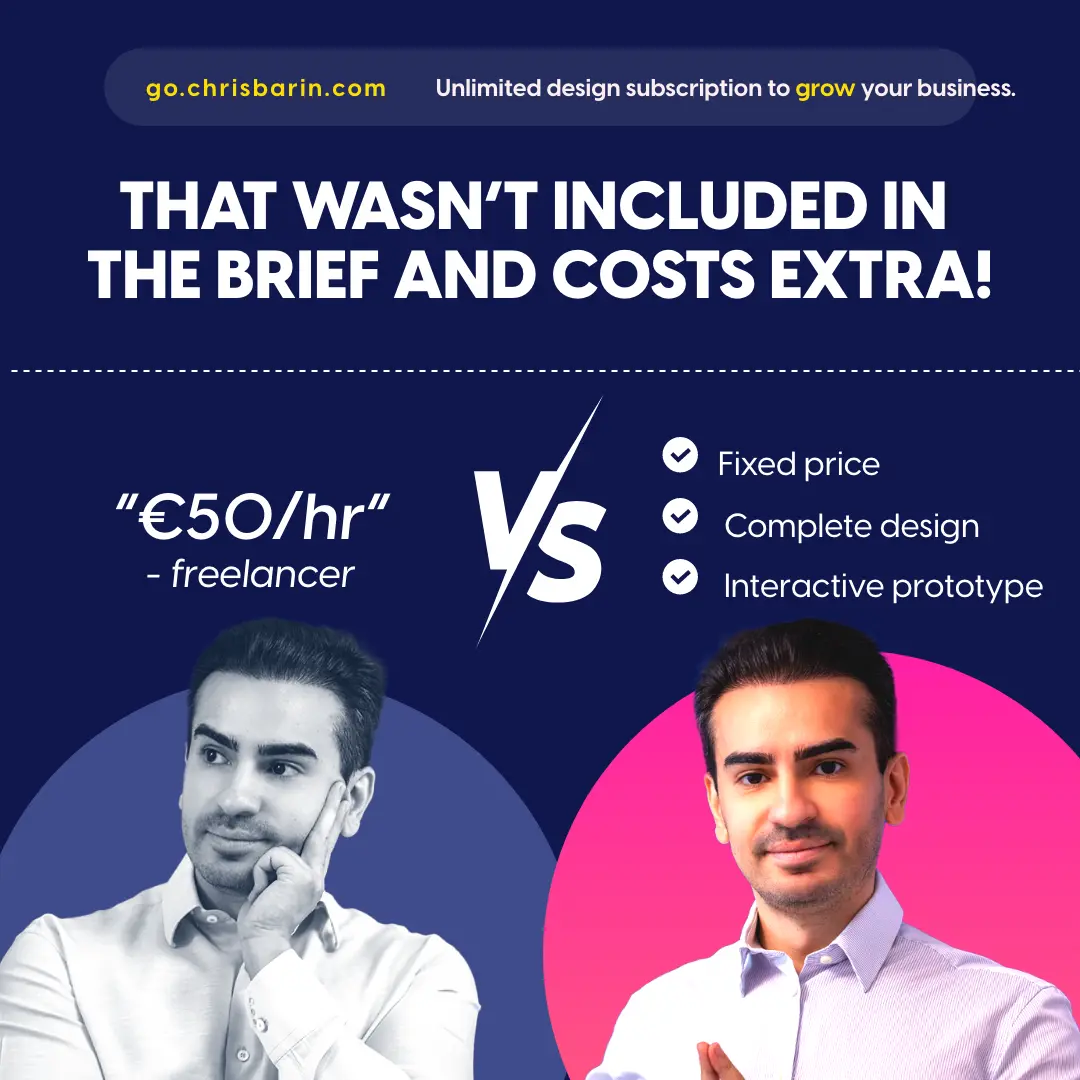 go.chrisbarin.com Unlimited design subscription to grow your business.
THAT WASN‘T INCLUDED IN
THE BRIEF AND COSTS EXTRA!
“€50/hr“
- freelancer
VS
Fixed price
Complete design
Interactive prototype